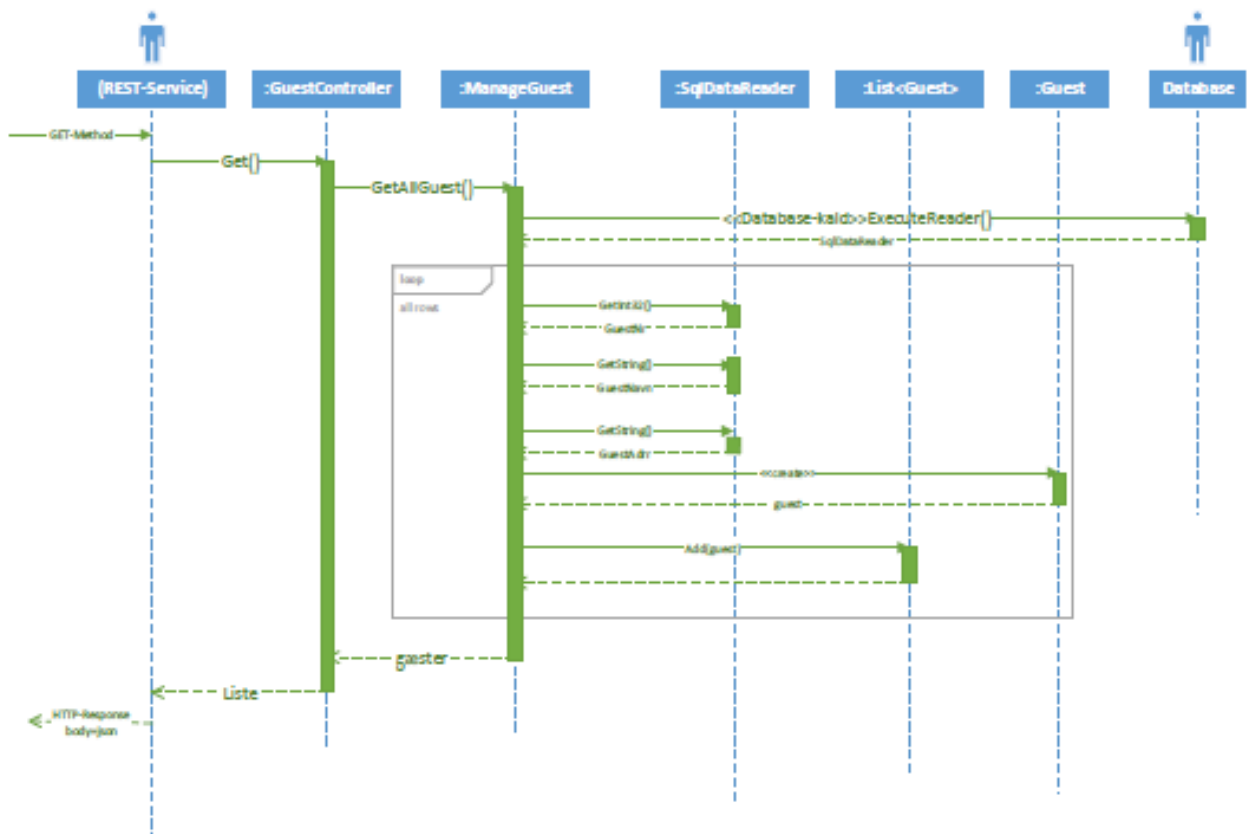 (REST-Service)
:GuestController
:ManageGuest
:SqlDataReader
:List<Guest>
:Guest
Database
GET-Method
Get()
GetAllGuest()
<<Database-kald>>ExecuteReader()
SqlDataReader
loop
all rows
GetInt32()
GuestNr
GetString()
GuestNavn
GetString()
GuestAdr
<<create>>
guest
Add(guest)
gæster
Liste
HTTP-Response
body=json